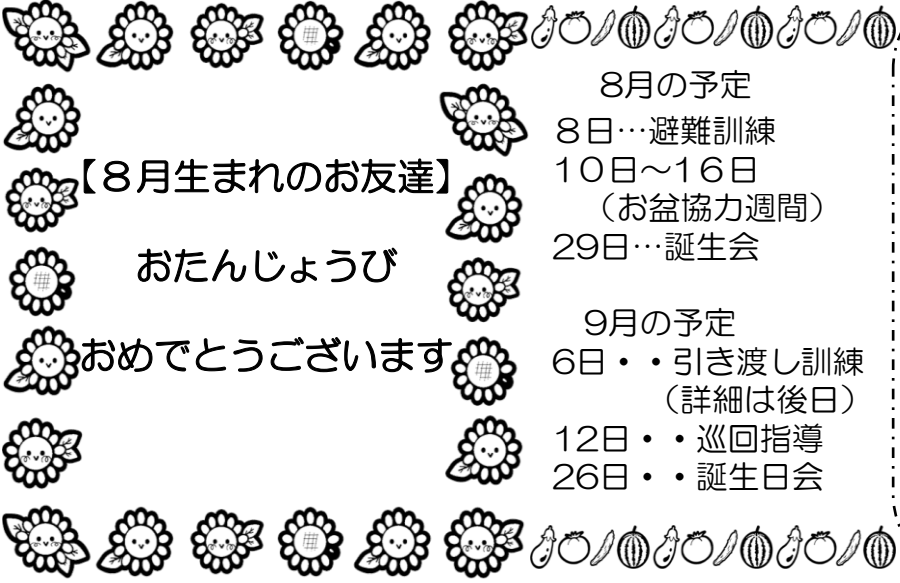 【８月生まれのお友達】
おたんじょうび
おめでとうございます
8月の予定
８日…避難訓練
１０日～１６日
（お盆協力週間）
29日…誕生会
9月の予定
6日・・引き渡し訓練
（詳細は後日）
12日・・巡回指導
26日・・誕生日会